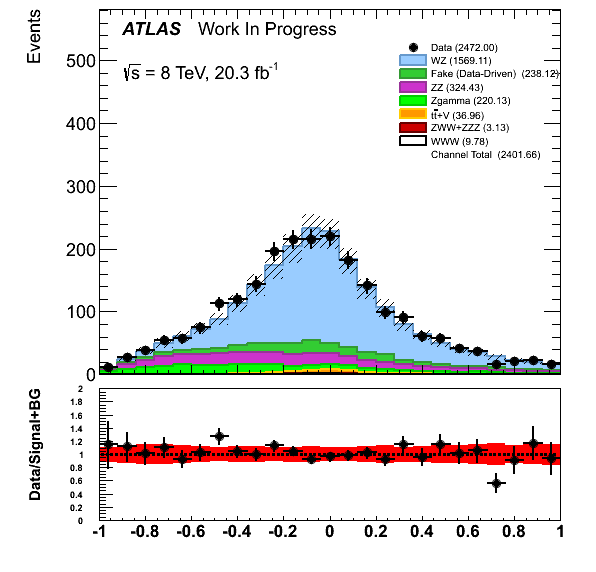 Events
ATLAS Work In Progress
√s = 8 TeV, 20.3 fb-1
Data (2472.00)
WZ (1569.11)
Fake (Data-Driven) (238.12)
ZZ (324.43)
Zgamma (220.13)
tt̄+V (36.96)
ZWW+ZZZ (3.13)
WWW (9.78)
Channel Total (2401.66)
500
400
300
200
100
0
Data/Signal+BG
2
1.8
1.6
1.4
1.2
1
0.8
0.6
0.4
0.2
0
-1 -0.8 -0.6 -0.4 -0.2 0 0.2 0.4 0.6 0.8 1